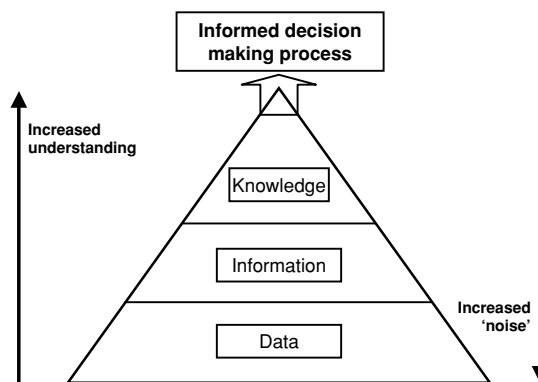 Informed decision
making process
Increased
understanding
Knowledge
Information
Increased
‘noise’
Data